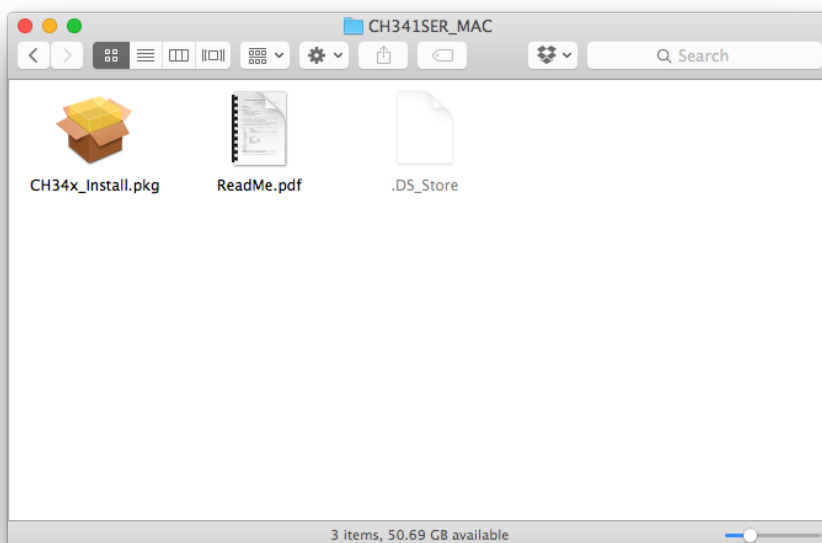 CH341SER_MAC
Search
CH34x_Install.pkg
ReadMe.pdf
.DS_Store
3 items, 50.69 GB available